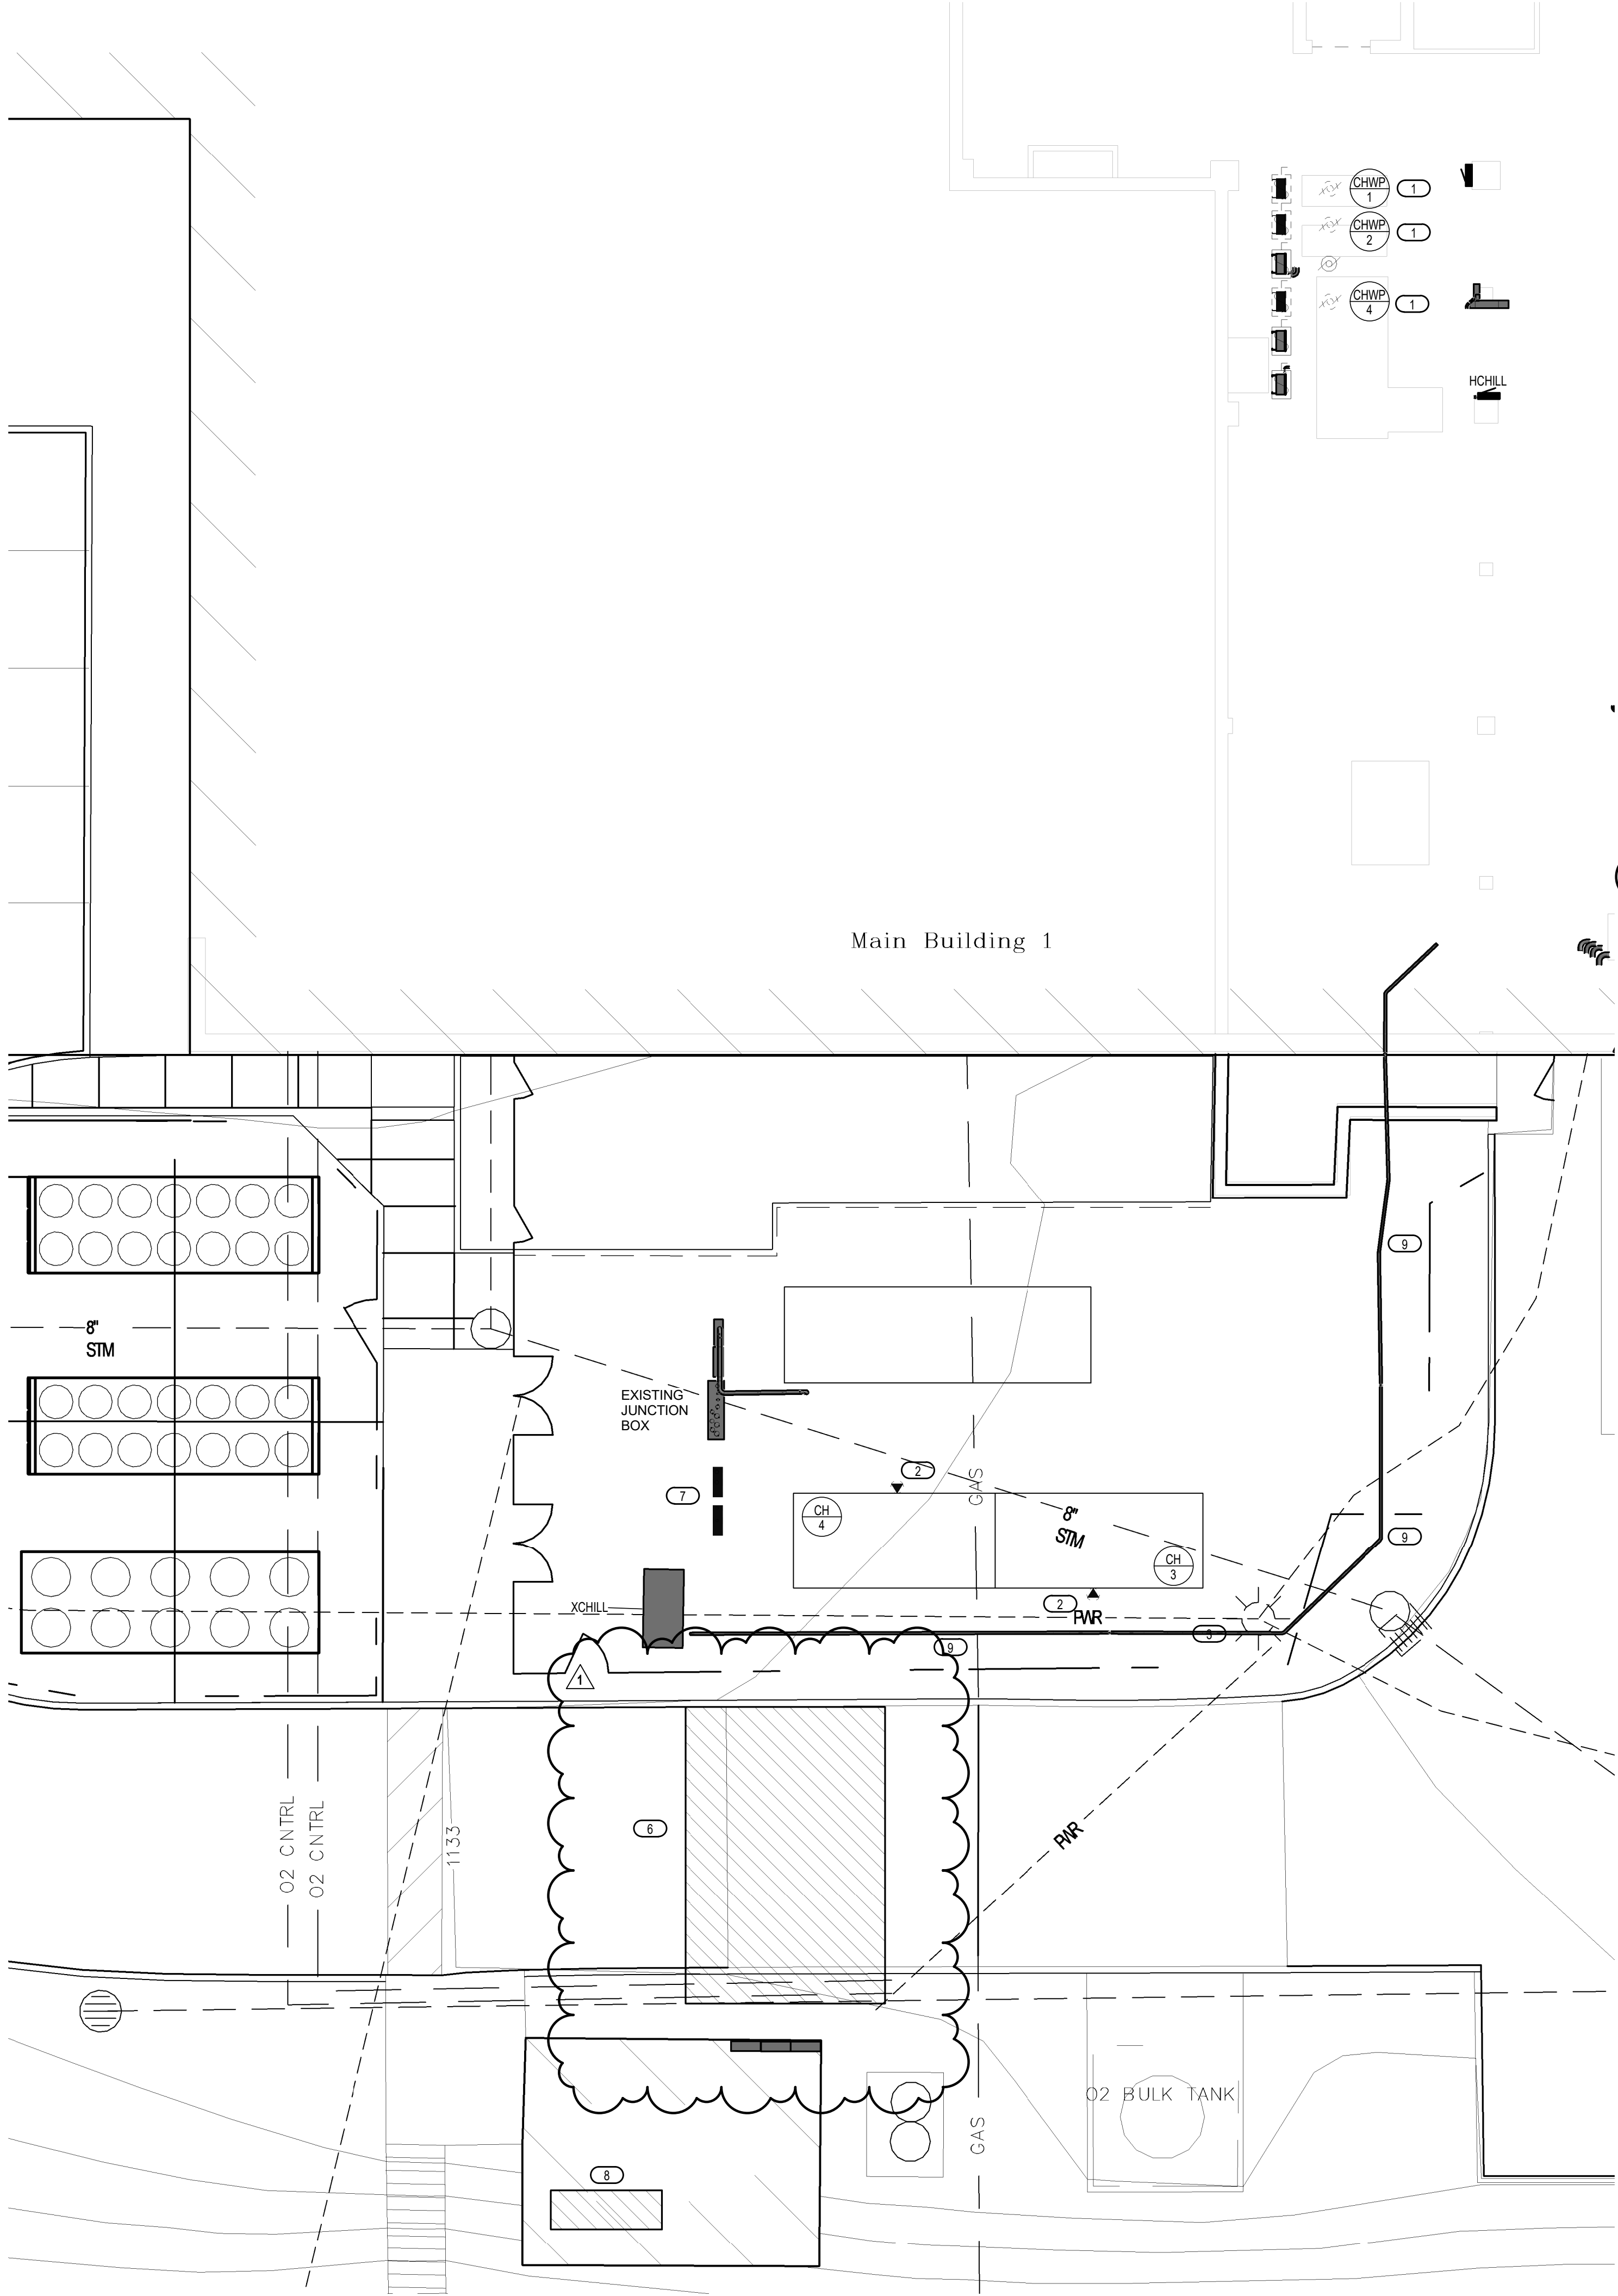 CHWP
1
1
CHWP
2
1
CHWP
4
1
HCHILL
Main Building 1
9
8"
STM
EXISTING
JUNCTION
BOX
2
GAS
7
CH
4
8"
STM
9
CH
3
XCHILL
2
PWR
3
9
1
6
PWR
02 CNTRL
02 CNTRL
1133
02 BULK TANK
GAS
8